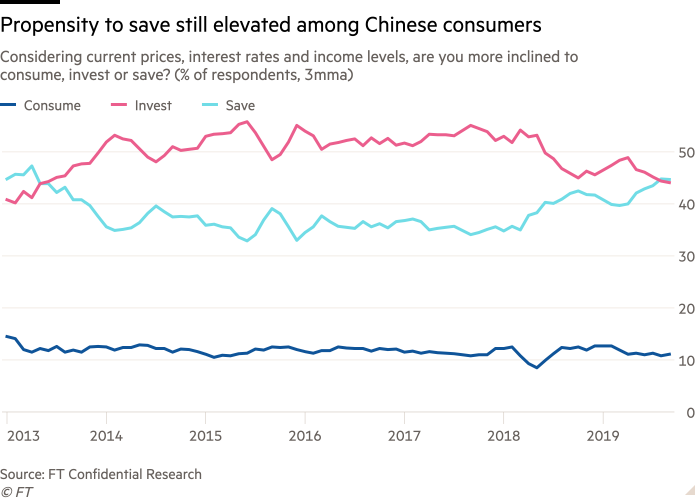 Propensity to save still elevated among Chinese consumers
Considering current prices, interest rates and income levels, are you more inclined to
consume, invest or save? (% of respondents, 3mma)
Consume Invest Save
50
40
30
20
10
0
2013 2014 2015 2016 2017 2018 2019
Source: FT Confidential Research
© FT